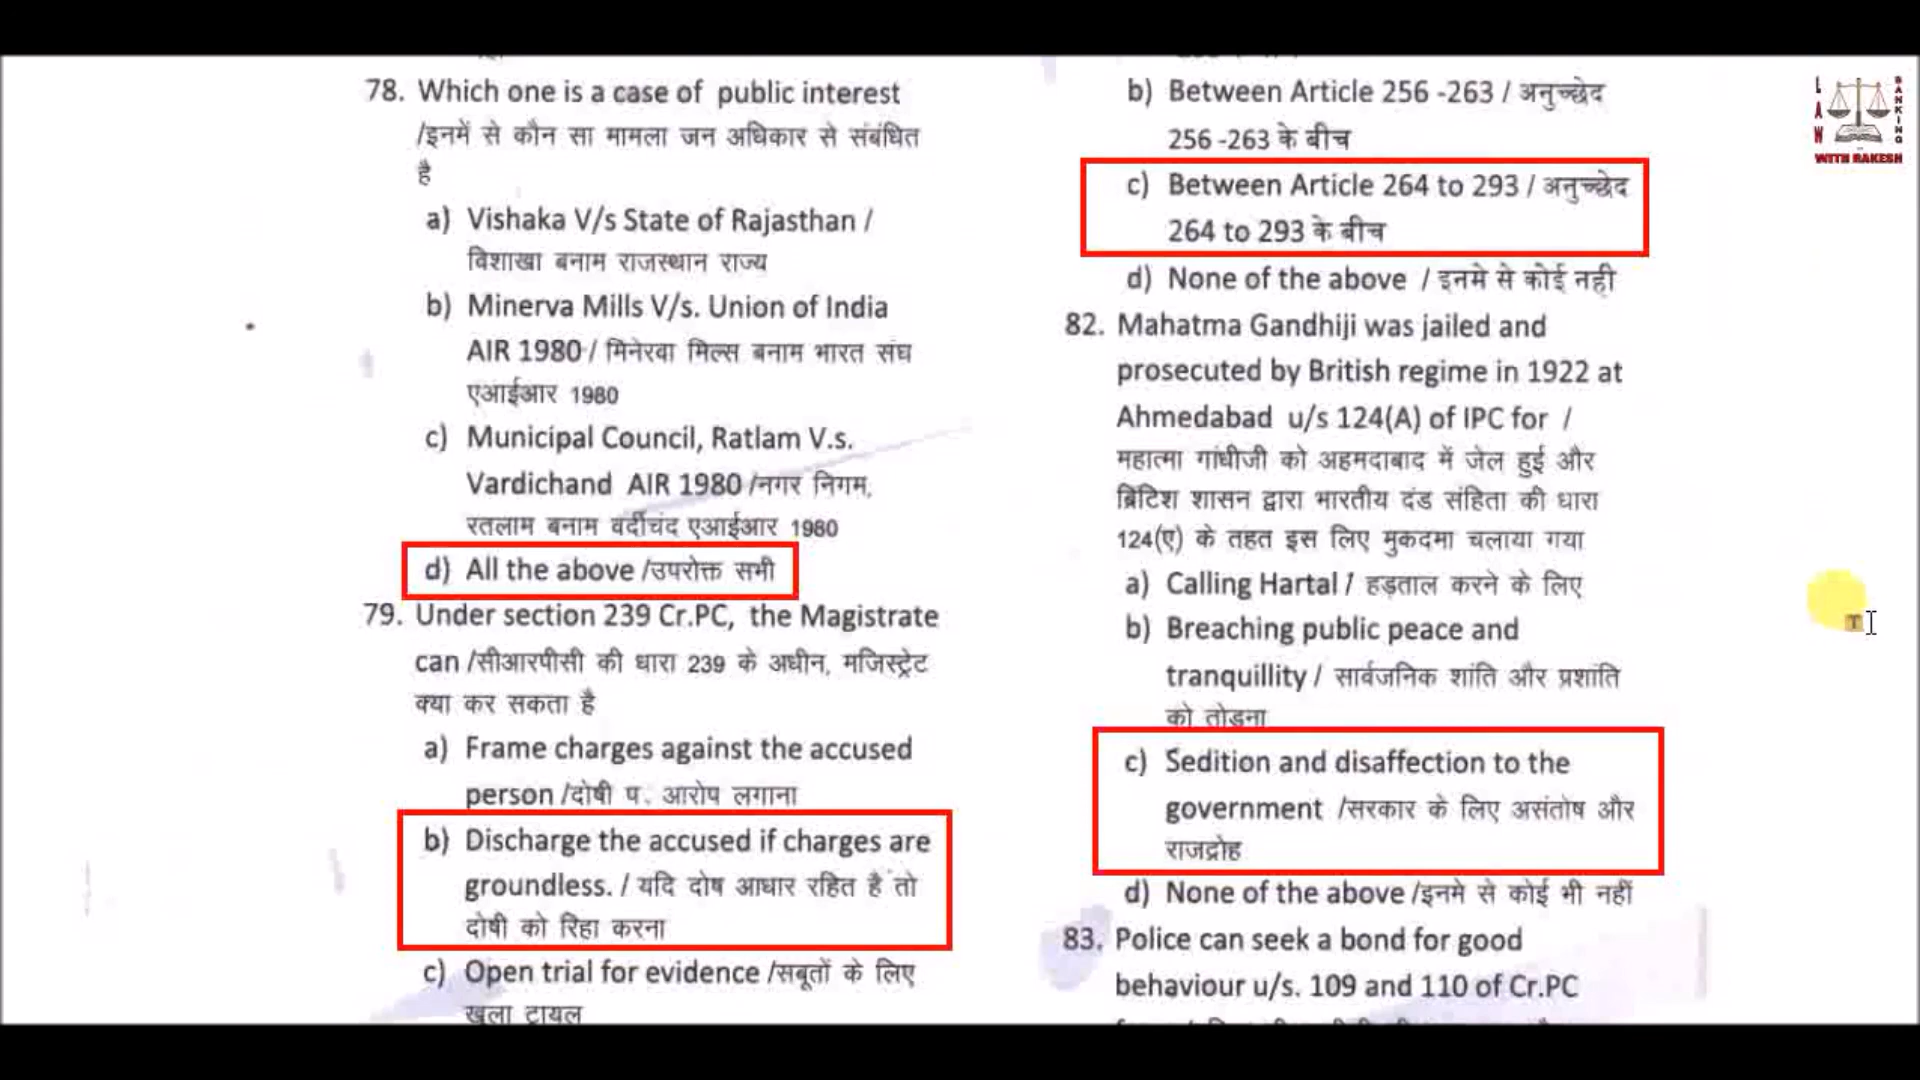 78. Which one is a case of public interest
/इनमें से कौन सा मामला जन अधिकार से संबंधित
है
a) Vishaka V/s State of Rajasthan /
विशाखा बनाम राजस्थान राज्य
b) Minerva Mills V/s. Union of India
AIR 1980 / मिनेरवा मिल्स बनाम भारत संघ
एआईआर 1980
c) Municipal Council, Ratlam V.s.
Vardichand AIR 1980 /नगर निगम,
रतलाम बनाम वर्दीचंद एआईआर 1980
d) All the above /उपरोक्त सभी
79. Under section 239 Cr.PC, the Magistrate
can /सीआरपीसी की धारा 239 के अधीन, मजिस्ट्रेट
क्या कर सकता है
a) Frame charges against the accused
person /दोषी प. आरोप लगाना
b) Discharge the accused if charges are
groundless. / यदि दोष आधार रहित है तो
दोषी को रिहा करना
c) Open trial for evidence /सबूतों के लिए
खुला ट्रायल
b) Between Article 256 -263 / अनुच्छेद
256 -263 के बीच
c) Between Article 264 to 293 / अनुच्छेद
264 to 293 के बीच
d) None of the above / इनमे से कोई नही
82. Mahatma Gandhiji was jailed and
prosecuted by British regime in 1922 at
Ahmedabad u/s 124(A) of IPC for /
महात्मा गांधीजी को अहमदाबाद में जेल हुई और
ब्रिटिश शासन द्वारा भारतीय दंड संहिता की धारा
124(ए) के तहत इस लिए मुकदमा चलाया गया
a) Calling Hartal / हड़ताल करने के लिए
b) Breaching public peace and
tranquillity / सार्वजनिक शांति और प्रशांति
को तोडना
c) Sedition and disaffection to the
government /सरकार के लिए असंतोष और
राजद्रोह
d) None of the above /इनमे से कोई भी नहीं
83. Police can seek a bond for good
behaviour u/s. 109 and 110 of Cr.PC
LAW
BANKING
WITH RAKESH